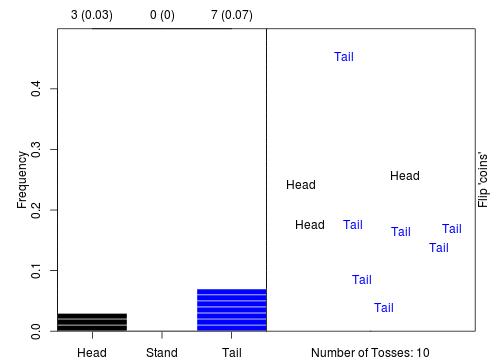 3 (0.03) 0 (0) 7 (0.07)
Frequency
0.4
0.3
0.2
0.1
0.0
Head Stand Tail
Tail
Head
Head
Head
Tail
Tail
Tail
Tail
Tail
Tail
Number of Tosses: 10
Flip 'coins'